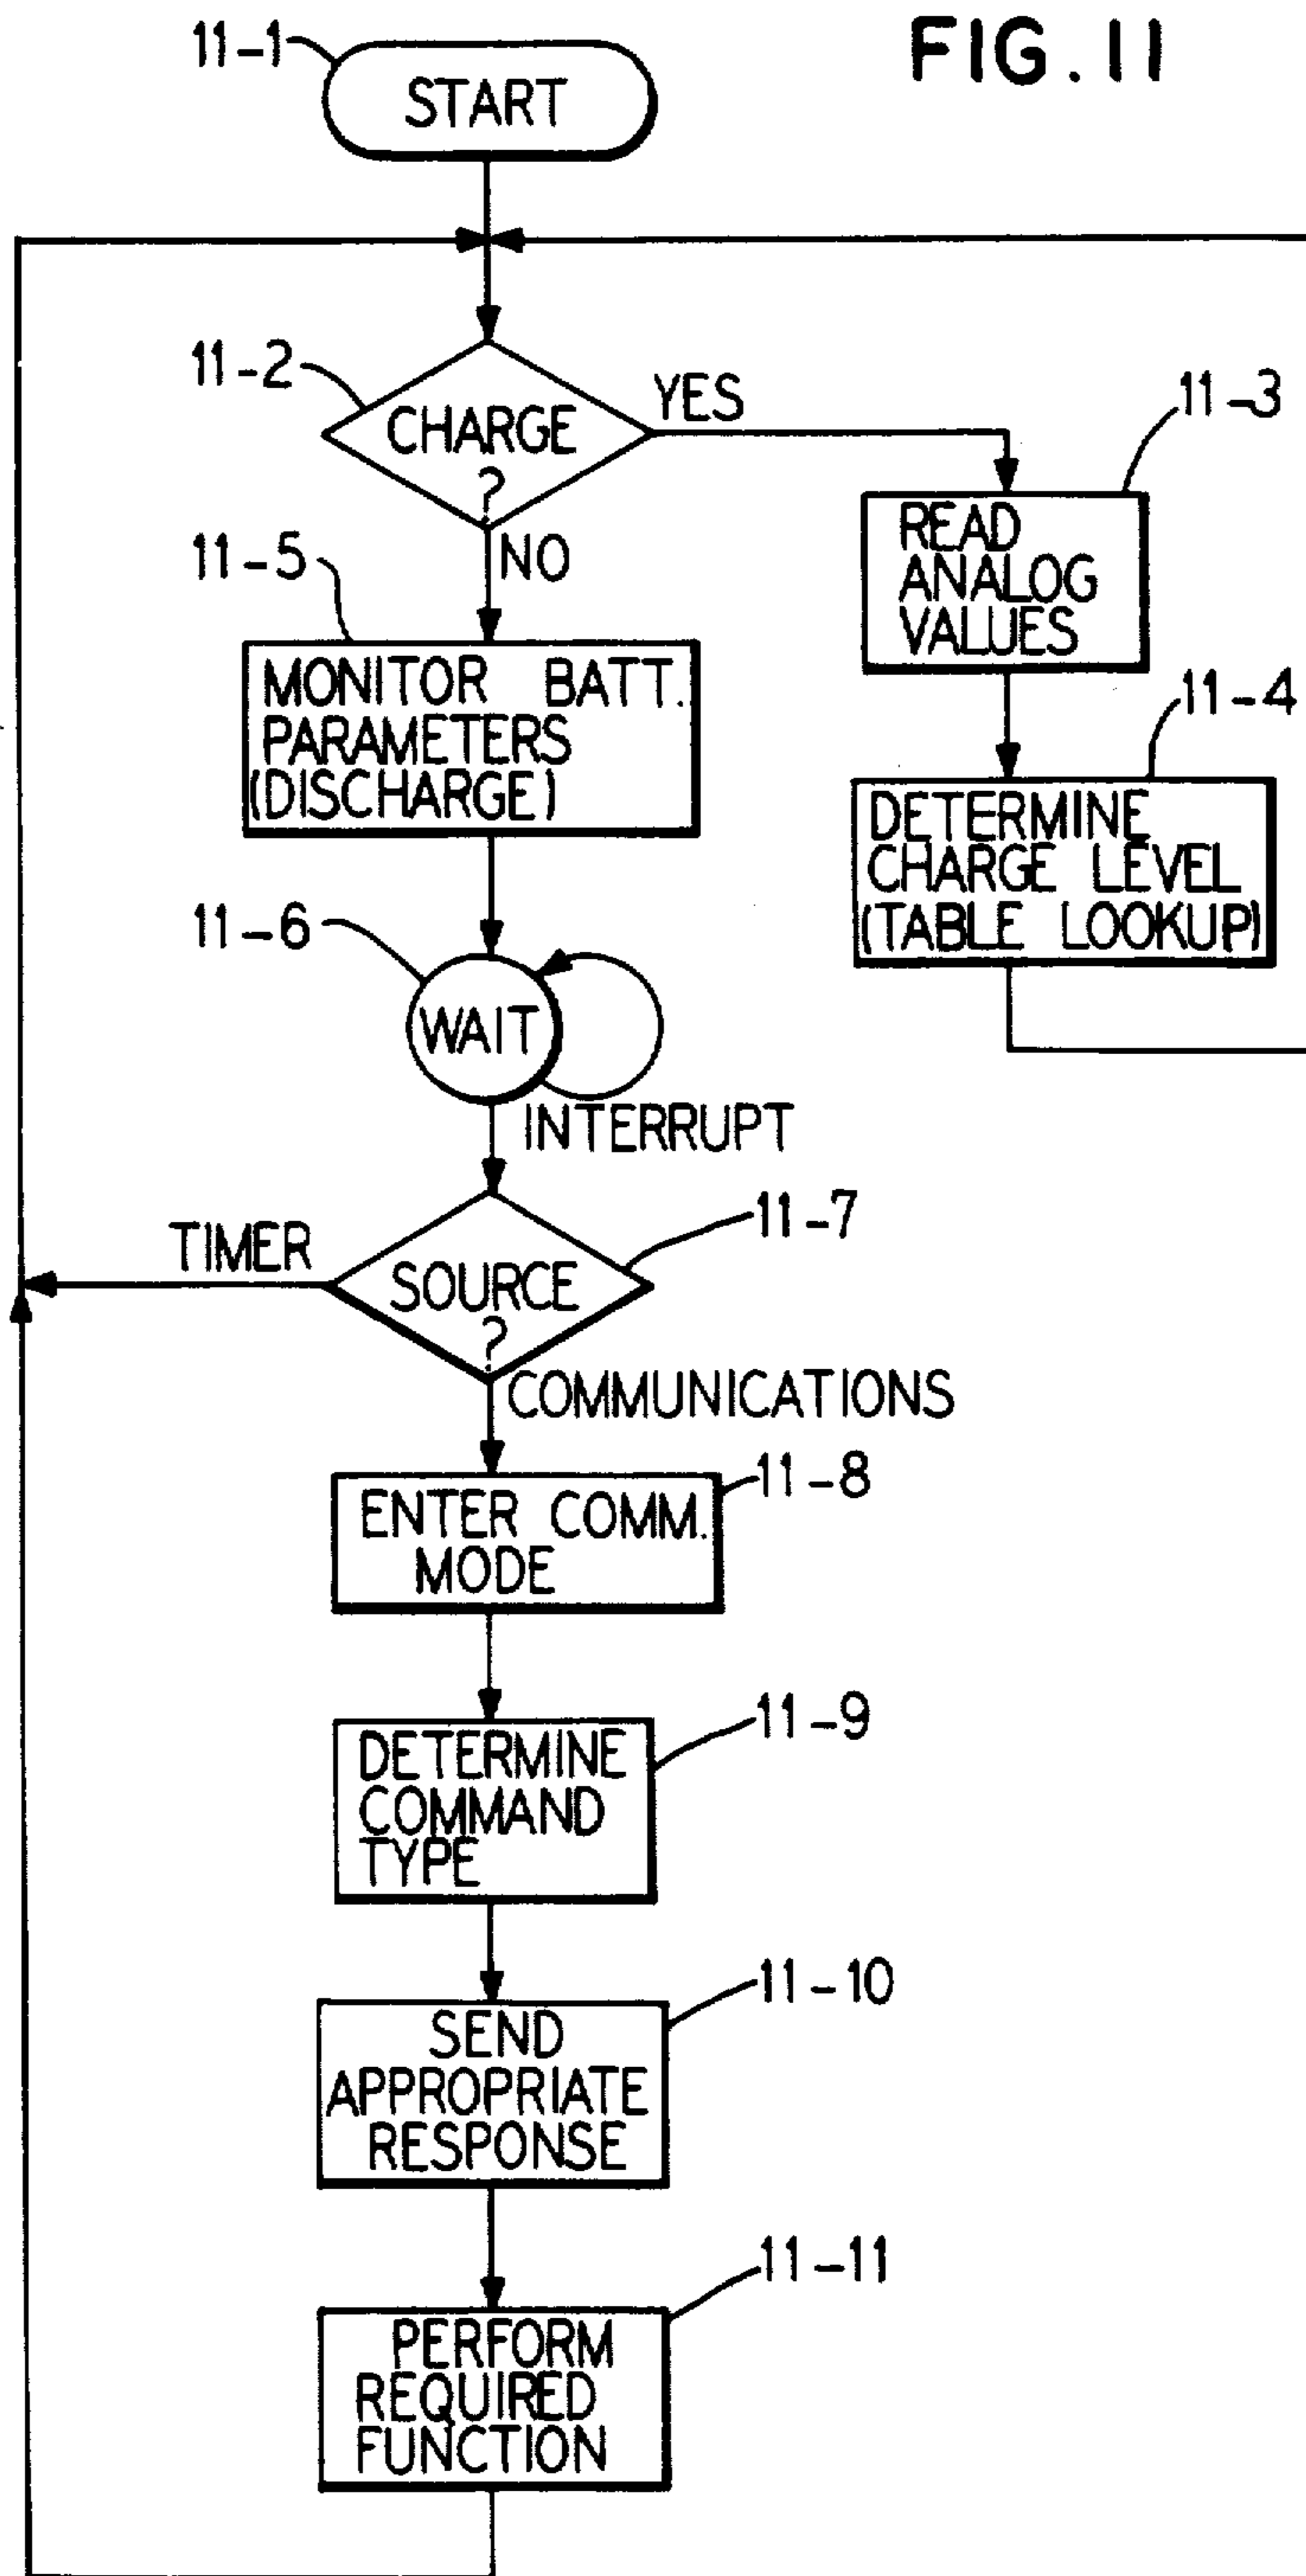 FIG. 11
11-1
START
11-2
CHARGE
?
YES
NO
11-3
READ
ANALOG
VALUES
11-4
DETERMINE
CHARGE LEVEL
(TABLE LOOKUP)
11-5
MONITOR BATT.
PARAMETERS
(DISCHARGE)
11-6
WAIT
INTERRUPT
11-7
SOURCE
?
TIMER
COMMUNICATIONS
11-8
ENTER COMM.
MODE
11-9
DETERMINE
COMMAND
TYPE
11-10
SEND
APPROPRIATE
RESPONSE
11-11
PERFORM
REQUIRED
FUNCTION